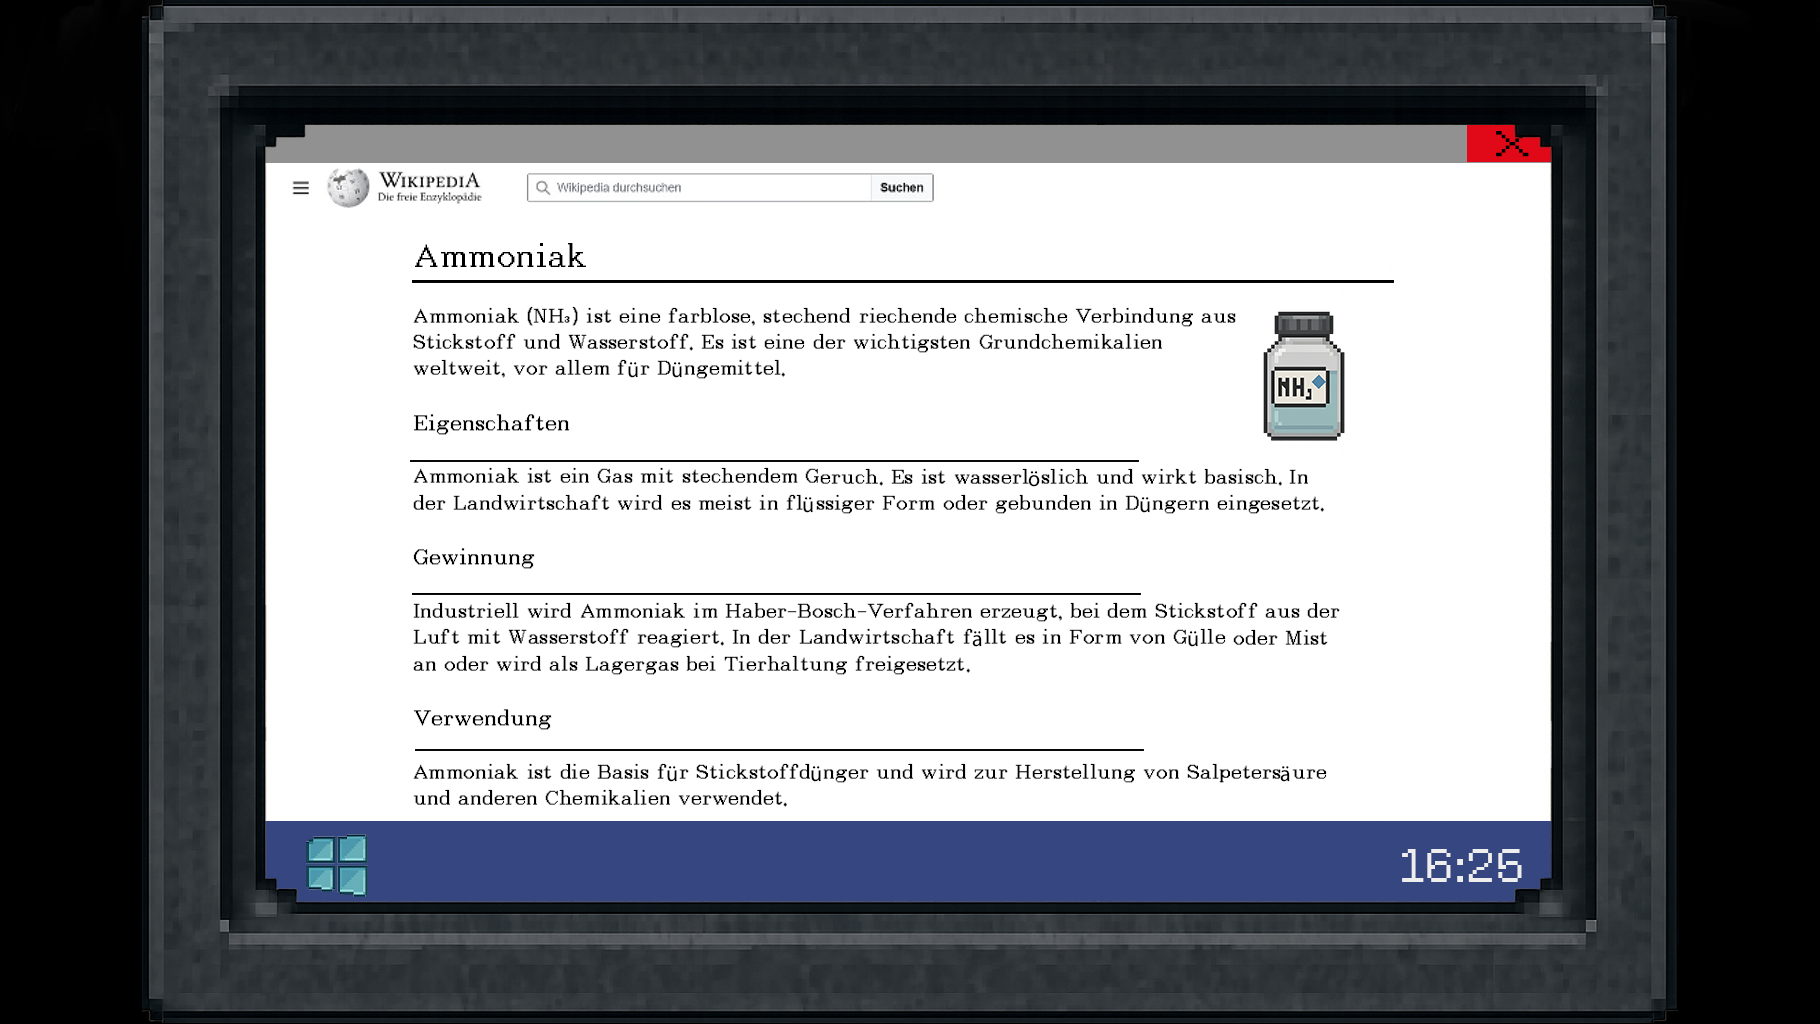 WIKIPEDIA
Die freie Enzyklopädie
Wikipedia durchsuchen
Suchen
Ammoniak
Ammoniak (NH₃) ist eine farblose, stechend riechende chemische Verbindung aus
Stickstoff und Wasserstoff. Es ist eine der wichtigsten Grundchemikalien
weltweit, vor allem für Düngemittel.
NH₃
Eigenschaften
Ammoniak ist ein Gas mit stechendem Geruch. Es ist wasserlöslich und wirkt basisch. In
der Landwirtschaft wird es meist in flüssiger Form oder gebunden in Düngern eingesetzt.
Gewinnung
Industriell wird Ammoniak im Haber-Bosch-Verfahren erzeugt, bei dem Stickstoff aus der
Luft mit Wasserstoff reagiert. In der Landwirtschaft fällt es in Form von Gülle oder Mist
an oder wird als Lagergas bei Tierhaltung freigesetzt.
Verwendung
Ammoniak ist die Basis für Stickstoffdünger und wird zur Herstellung von Salpetersäure
und anderen Chemikalien verwendet.
16:25